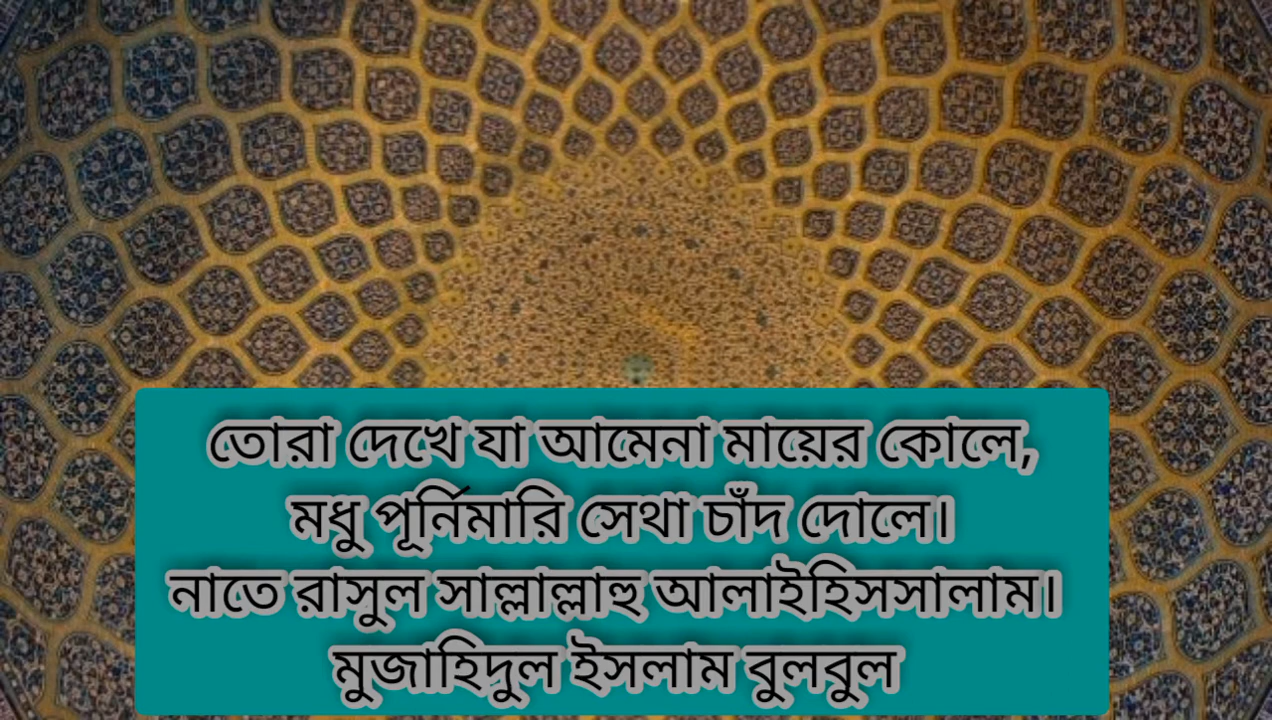 তোরা দেখে যা আমেনা মায়ের কোলে,
মধু পূর্নিমারি সেথা চাঁদ দোলে।
নাতে রাসুল সাল্লাল্লাহু আলাইহিসসালাম।
মুজাহিদুল ইসলাম বুলবুল